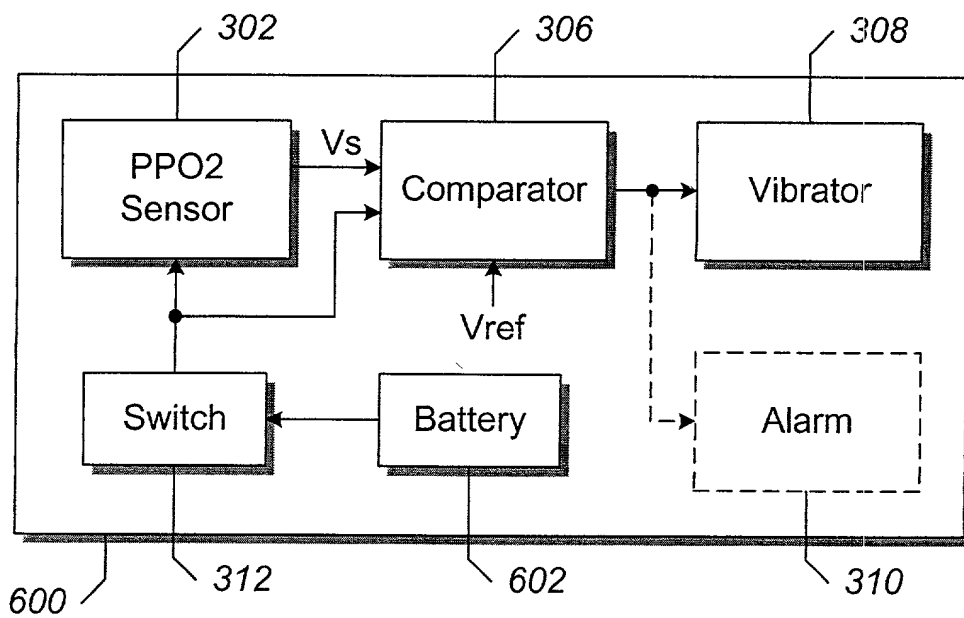 302
306
308
PPO2
Sensor
Vs
Comparator
Vibrator
Vref
Switch
Battery
Alarm
600
312
602
310